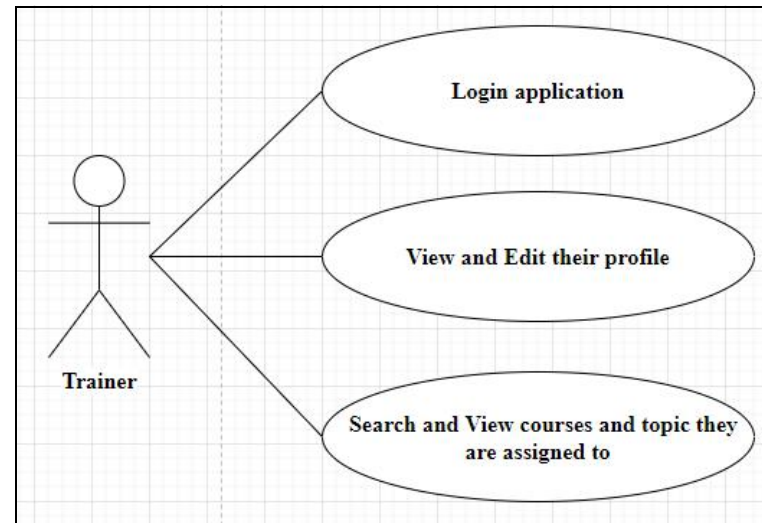 Login application
View and Edit their profile
Trainer
Search and View courses and topic they
are assigned to